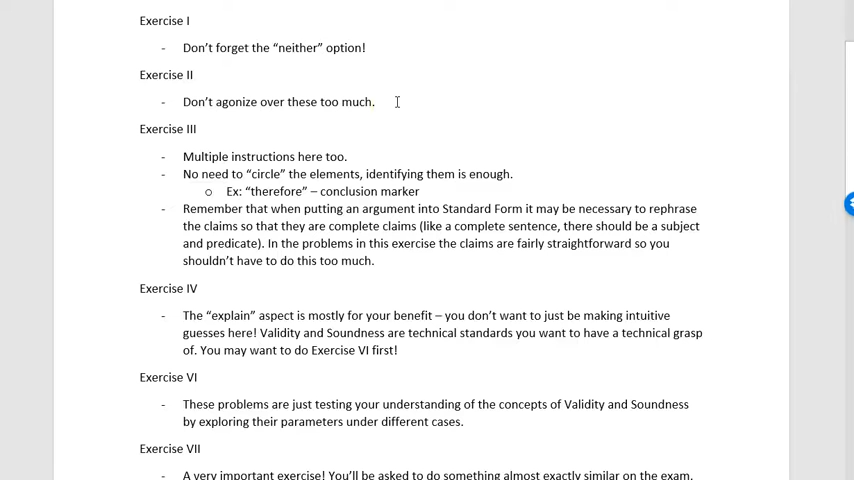 Exercise I
- Don’t forget the “neither” option!
Exercise II
- Don’t agonize over these too much.
Exercise III
- Multiple instructions here too.
- No need to “circle” the elements, identifying them is enough.
o Ex: “therefore” – conclusion marker
- Remember that when putting an argument into Standard Form it may be necessary to rephrase
the claims so that they are complete claims (like a complete sentence, there should be a subject
and predicate). In the problems in this exercise the claims are fairly straightforward so you
shouldn’t have to do this too much.
Exercise IV
- The “explain” aspect is mostly for your benefit – you don’t want to just be making intuitive
guesses here! Validity and Soundness are technical standards you want to have a technical grasp
of. You may want to do Exercise VI first!
Exercise VI
- These problems are just testing your understanding of the concepts of Validity and Soundness
by exploring their parameters under different cases.
Exercise VII
- A very important exercise! You’ll be asked to do something almost exactly similar on the exam.